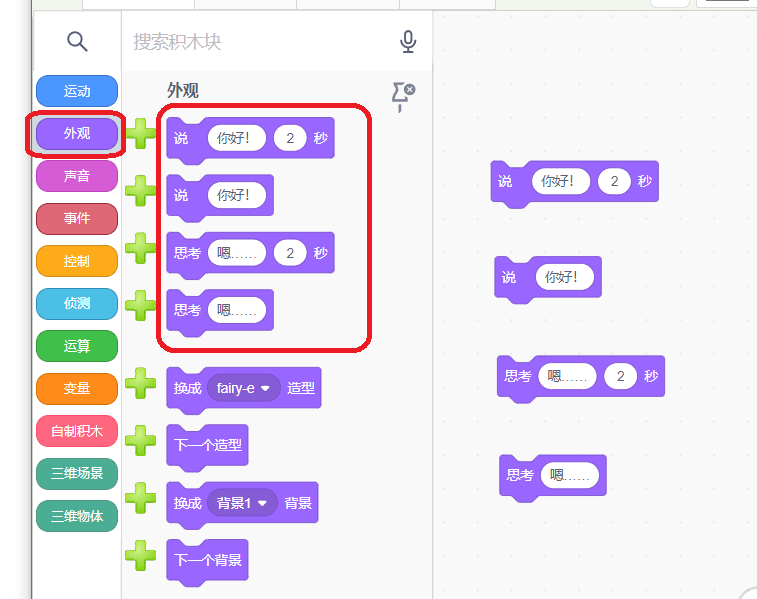 搜索积木块
运动
外观
声音
事件
控制
侦测
运算
变量
自制积木
三维场景
三维物体
外观
说 你好! 2 秒
说 你好!
思考 嗯…… 2 秒
思考 嗯……
换成 fairy-e 造型
下一个造型
换成 背景1 背景
下一个背景
说 你好! 2 秒
说 你好!
思考 嗯…… 2 秒
思考 嗯……